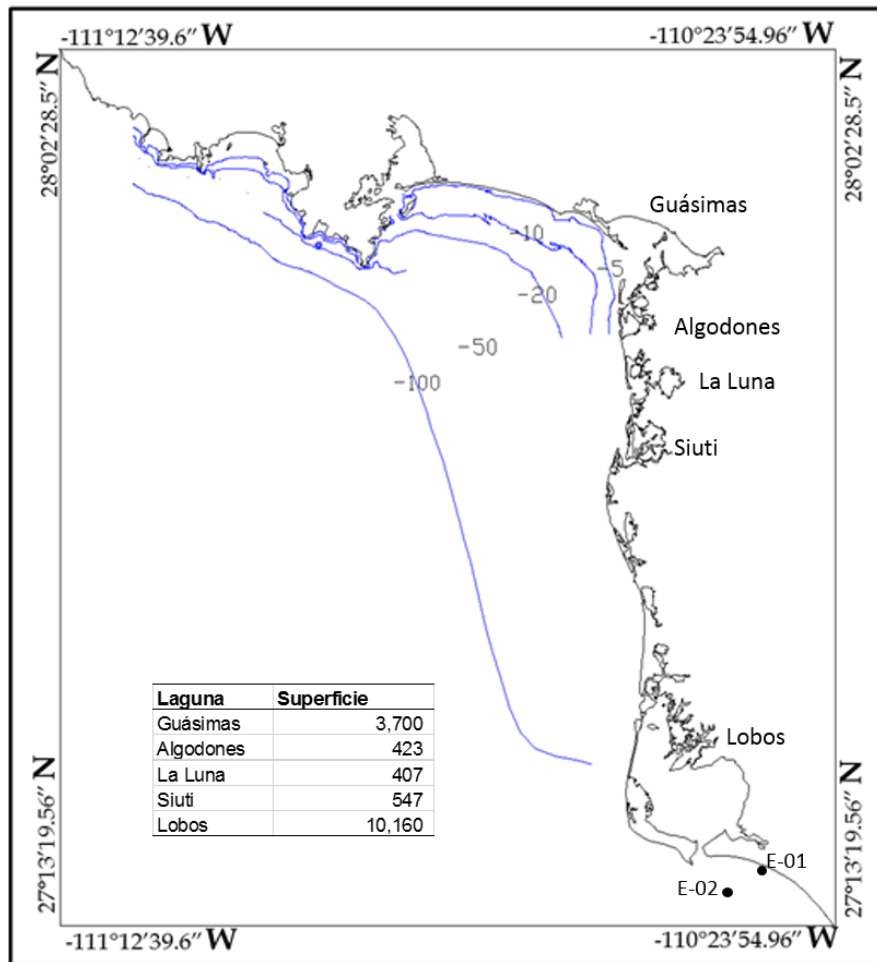 -111°12′39.6″ W
-110°23′54.96″ W
28°02′28.5″ N
28°02′28.5″ N
Guásimas
-10
-5
-20
Algodones
-50
La Luna
-100
Siuti
Laguna Superficie
Guásimas 3,700
Algodones 423
La Luna 407
Siuti 547
Lobos 10,160
Lobos
27°13′19.56″ N
27°13′19.56″ N
E-01
E-02
-111°12′39.6″ W
-110°23′54.96″ W